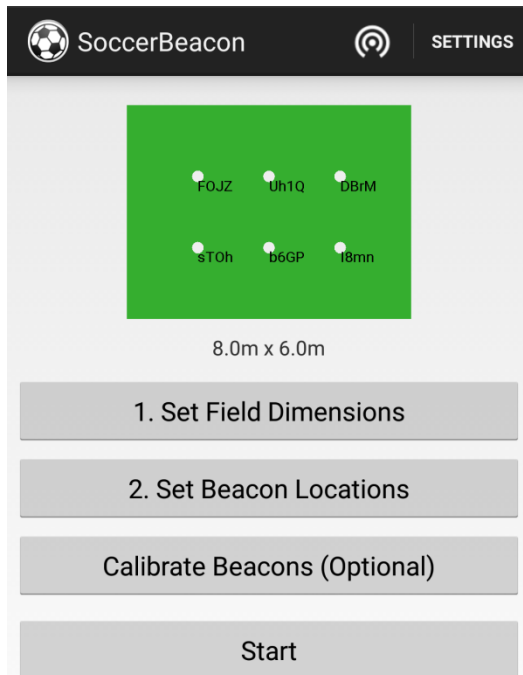 SoccerBeacon SETTINGS
FOJZ Uh1Q DBrM
sTOh b6GP l8mn
8.0m x 6.0m
1. Set Field Dimensions
2. Set Beacon Locations
Calibrate Beacons (Optional)
Start